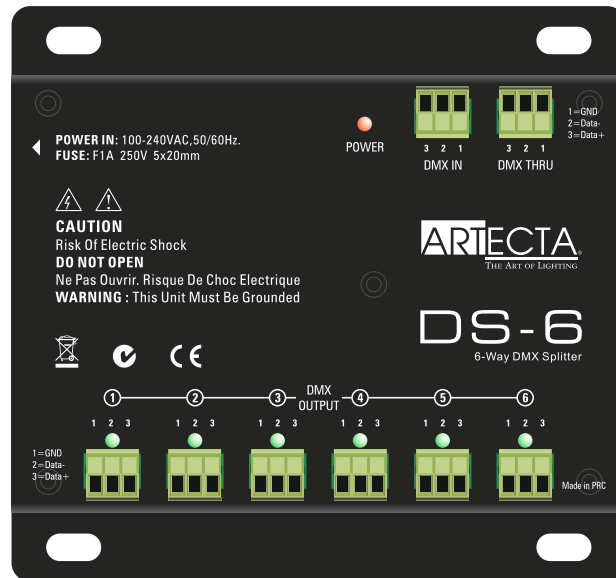 POWER IN: 100-240VAC,50/60Hz.
FUSE: F1A 250V 5x20mm
POWER
3 2 1
DMX IN
3 2 1
DMX THRU
1=GND
2=Data-
3=Data+
CAUTION
Risk Of Electric Shock
DO NOT OPEN
Ne Pas Ouvrir. Risque De Choc Electrique
WARNING : This Unit Must Be Grounded
ARTECTA®
THE ART OF LIGHTING
DS-6
6-Way DMX Splitter
CE
DMX
OUTPUT
1 2 3 4 5 6
1 2 3 1 2 3 1 2 3 1 2 3 1 2 3 1 2 3
1=GND
2=Data-
3=Data+
Made in PRC